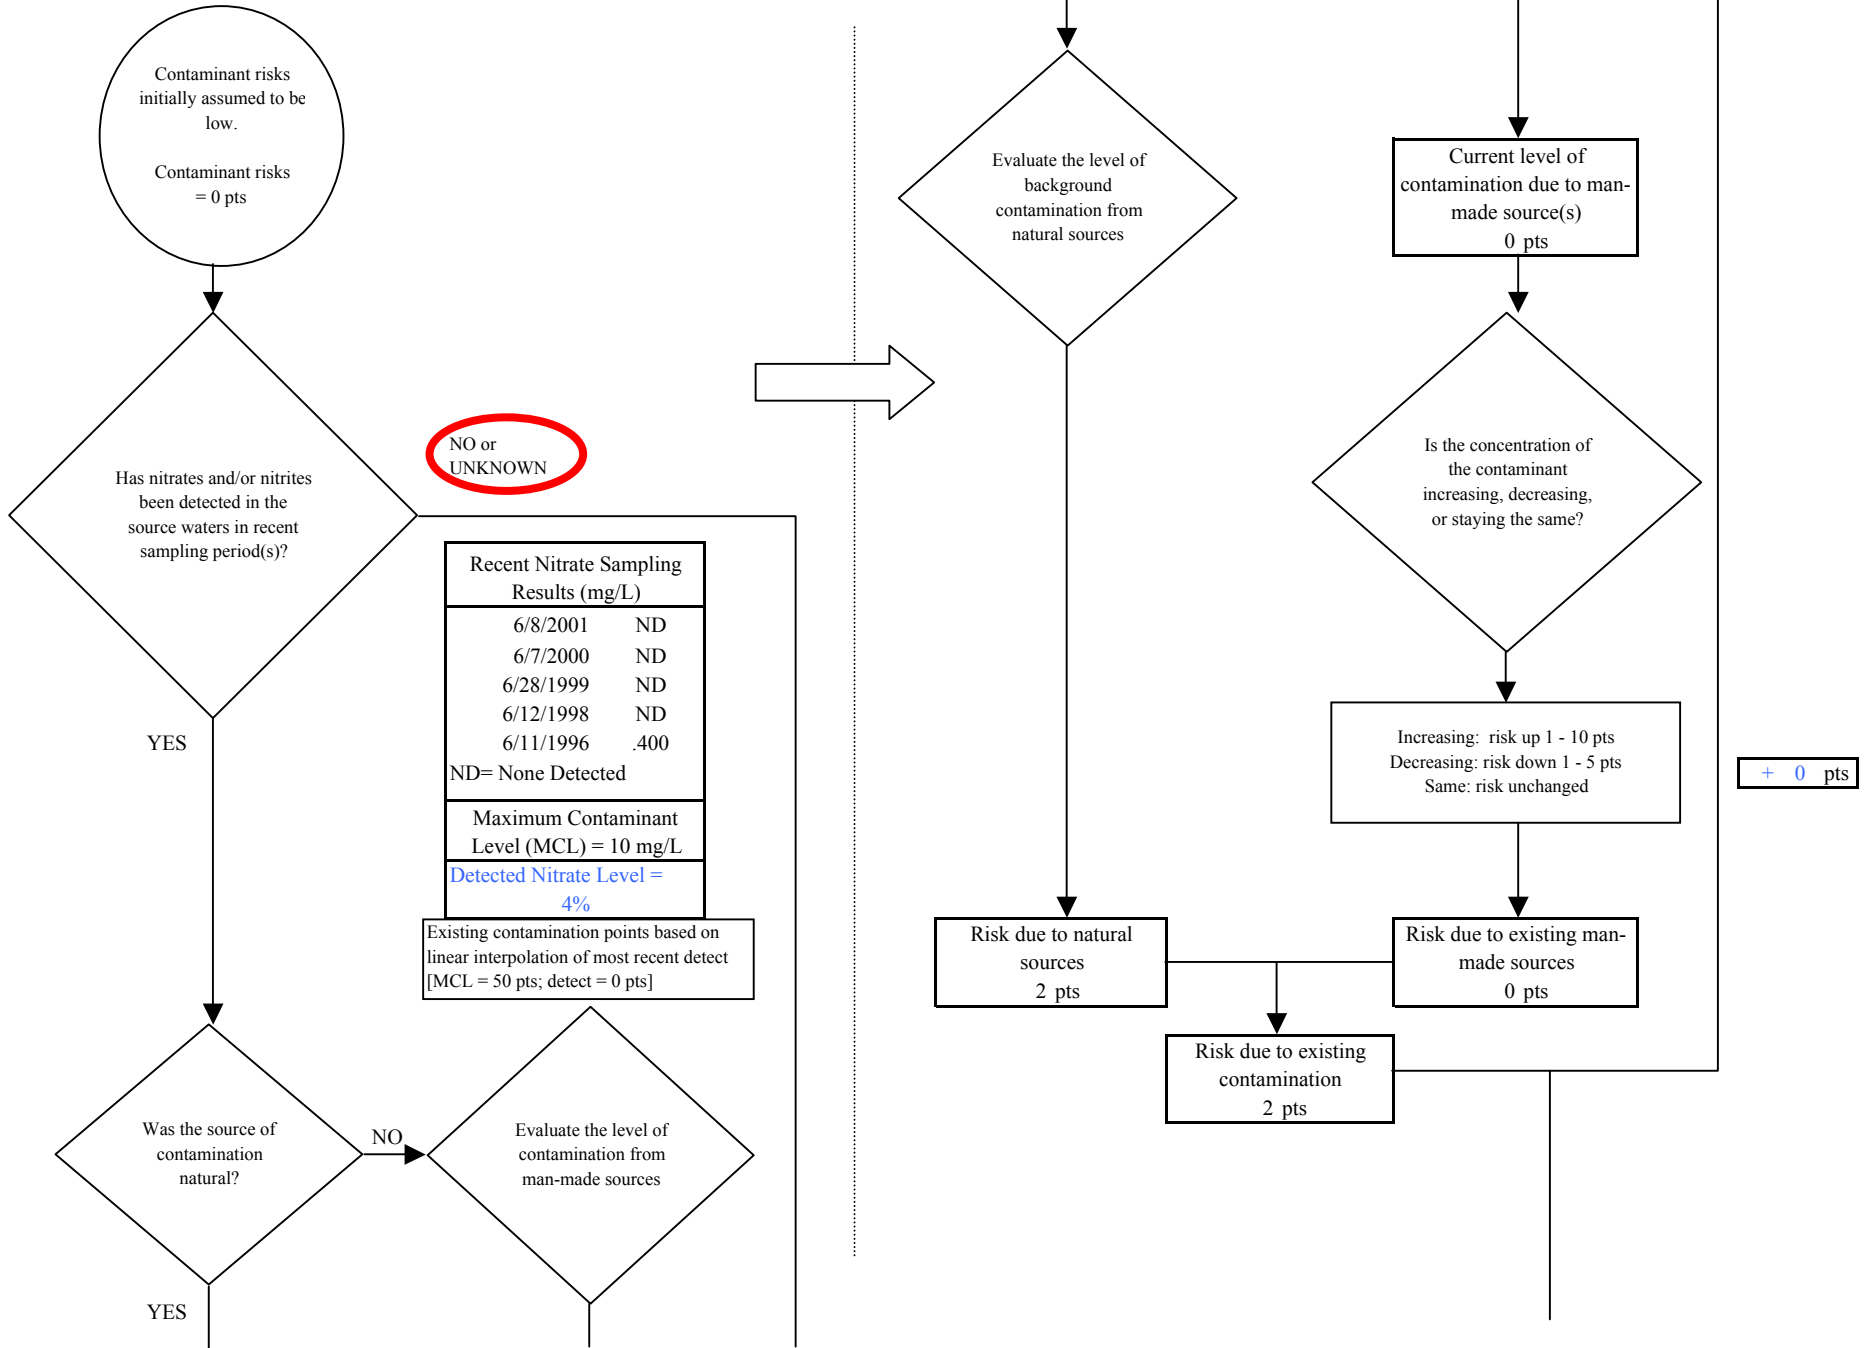 Contaminant risks
initially assumed to be
low.
Contaminant risks
= 0 pts
Has nitrates and/or nitrites
been detected in the
source waters in recent
sampling period(s)?
NO or
UNKNOWN
YES
Recent Nitrate Sampling
Results (mg/L)
6/8/2001 ND
6/7/2000 ND
6/28/1999 ND
6/12/1998 ND
6/11/1996 .400
ND= None Detected
Maximum Contaminant
Level (MCL) = 10 mg/L
Detected Nitrate Level =
4%
Existing contamination points based on
linear interpolation of most recent detect
[MCL = 50 pts; detect = 0 pts]
Was the source of
contamination
natural?
NO
YES
Evaluate the level of
contamination from
man-made sources
Evaluate the level of
background
contamination from
natural sources
Current level of
contamination due to man-
made source(s)
0 pts
Is the concentration of
the contaminant
increasing, decreasing,
or staying the same?
Increasing: risk up 1 - 10 pts
Decreasing: risk down 1 - 5 pts
Same: risk unchanged
+ 0 pts
Risk due to natural
sources
2 pts
Risk due to existing man-
made sources
0 pts
Risk due to existing
contamination
2 pts